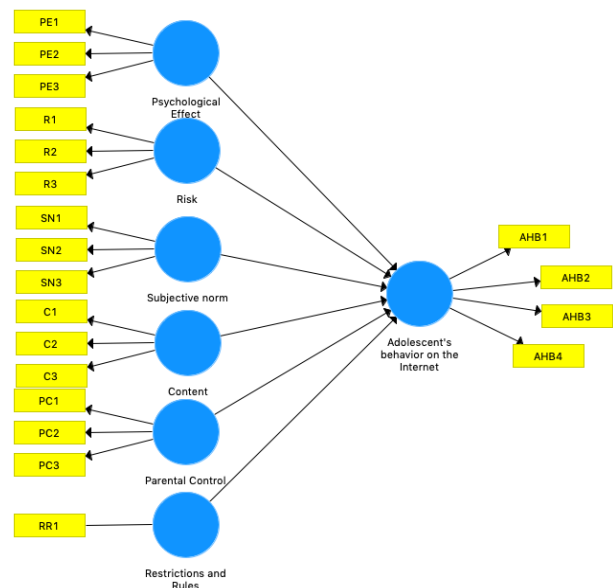 PE1
PE2
PE3
Psychological
Effect
R1
R2
R3
Risk
SN1
SN2
SN3
Subjective norm
C1
C2
C3
Content
PC1
PC2
PC3
Parental Control
RR1
Restrictions and
Rules
Adolescent's
behavior on the
Internet
AHB1
AHB2
AHB3
AHB4